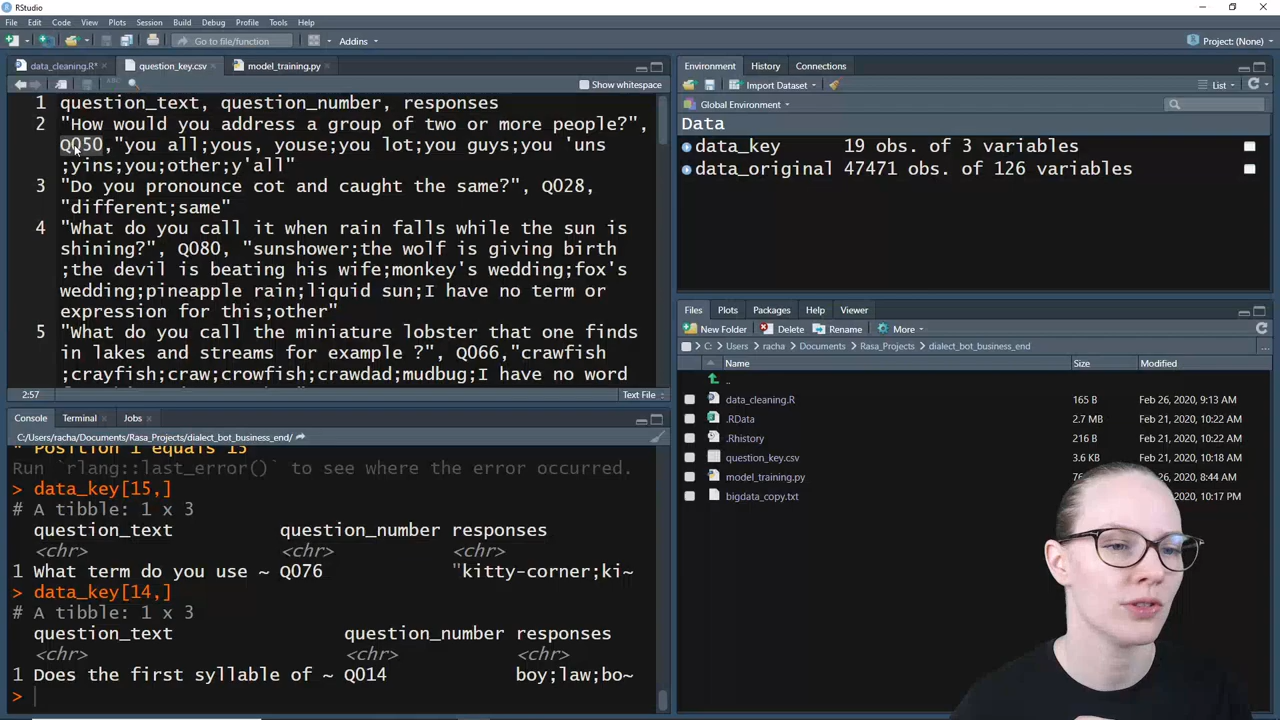 RStudio
File Edit Code View Plots Session Build Debug Profile Tools Help
Go to file/function Addins Project: (None)
data_cleaning.R* question_key.csv model_training.py
Show whitespace
1 question_text, question_number, responses
2 "How would you address a group of two or more people?",
QQ50,"you all;yous, youse;you lot;you guys;you 'uns
;yins;you;other;y'all"
3 "Do you pronounce cot and caught the same?", Q028,
"different;same"
4 "What do you call it when rain falls while the sun is
shining?", Q080, "sunshower;the wolf is giving birth
;the devil is beating his wife;monkey's wedding;fox's
wedding;pineapple rain;liquid sun;I have no term or
expression for this;other"
5 "What do you call the miniature lobster that one finds
in lakes and streams for example ?", Q066,"crawfish
;crayfish;craw;crowfish;crawdad;mudbug;I have no word
2:57 Text File
Console Terminal Jobs
C:/Users/racha/Documents/Rasa_Projects/dialect_bot_business_end/
* Position 1 equals 15
Run `rlang::last_error()` to see where the error occurred.
> data_key[15,]
# A tibble: 1 x 3
question_text question_number responses
<chr> <chr> <chr>
1 What term do you use ~ Q076 "kitty-corner;ki~
> data_key[14,]
# A tibble: 1 x 3
question_text question_number responses
<chr> <chr> <chr>
1 Does the first syllable of ~ Q014 boy;law;bo~
>
Environment History Connections
Import Dataset List
Global Environment
Data
data_key 19 obs. of 3 variables
data_original 47471 obs. of 126 variables
Files Plots Packages Help Viewer
New Folder Delete Rename More
C: Users racha Documents Rasa_Projects dialect_bot_business_end ...
Name Size Modified
..
data_cleaning.R 165 B Feb 26, 2020, 9:13 AM
.RData 2.7 MB Feb 21, 2020, 10:22 AM
.Rhistory 216 B Feb 21, 2020, 10:22 AM
question_key.csv 3.6 KB Feb 21, 2020, 10:18 AM
model_training.py 2020, 8:44 AM
bigdata_copy.txt 2020, 10:17 PM